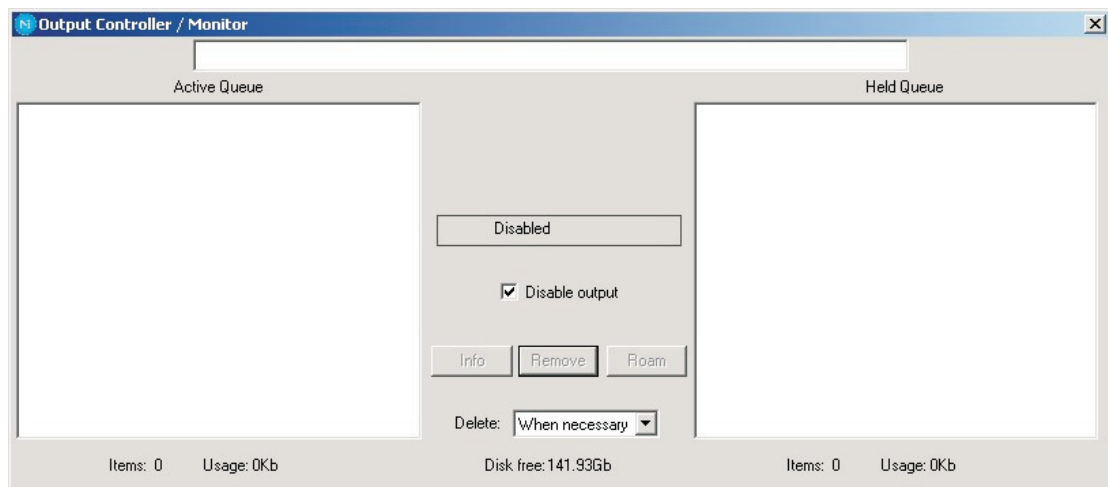 Output Controller / Monitor
Active Queue
Held Queue
Disabled
Disable output
Info Remove Roam
Delete: When necessary
Items: 0 Usage: 0Kb Disk free: 141.93Gb Items: 0 Usage: 0Kb